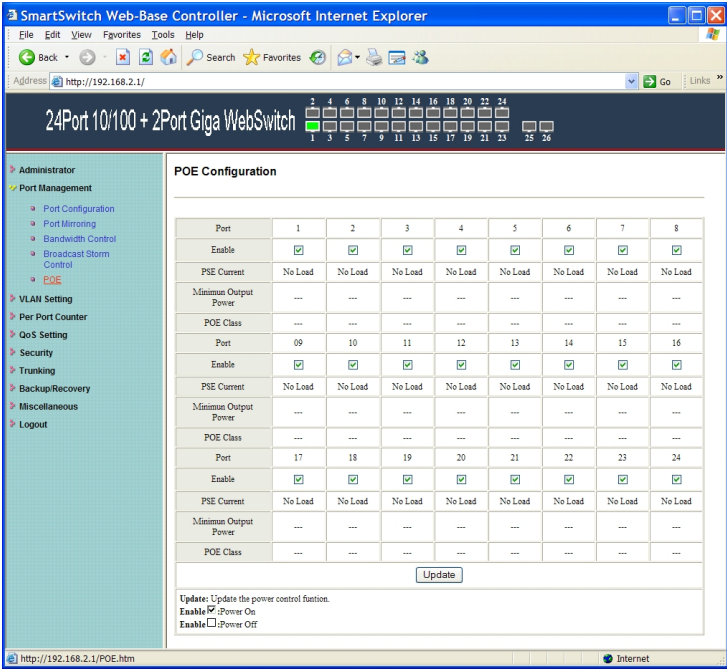 SmartSwitch Web-Base Controller - Microsoft Internet Explorer
File Edit View Favorites Tools Help
Back Search Favorites
Address http://192.168.2.1/ Go Links »
24Port 10/100 + 2Port Giga WebSwitch
2 4 6 8 10 12 14 16 18 20 22 24
1 3 5 7 9 11 13 15 17 19 21 23 25 26
Administrator
Port Management
Port Configuration
Port Mirroring
Bandwidth Control
Broadcast Storm
Control
POE
VLAN Setting
Per Port Counter
QoS Setting
Security
Trunking
Backup/Recovery
Miscellaneous
Logout
POE Configuration
Port 1 2 3 4 5 6 7 8
Enable
PSE Current No Load No Load No Load No Load No Load No Load No Load No Load
Minimun Output
Power --- --- --- --- --- --- --- ---
POE Class --- --- --- --- --- --- --- ---
Port 09 10 11 12 13 14 15 16
Enable
PSE Current No Load No Load No Load No Load No Load No Load No Load No Load
Minimun Output
Power --- --- --- --- --- --- --- ---
POE Class --- --- --- --- --- --- --- ---
Port 17 18 19 20 21 22 23 24
Enable
PSE Current No Load No Load No Load No Load No Load No Load No Load No Load
Minimun Output
Power --- --- --- --- --- --- --- ---
POE Class --- --- --- --- --- --- --- ---
Update
Update: Update the power control funtion.
Enable :Power On
Enable :Power Off
http://192.168.2.1/POE.htm Internet